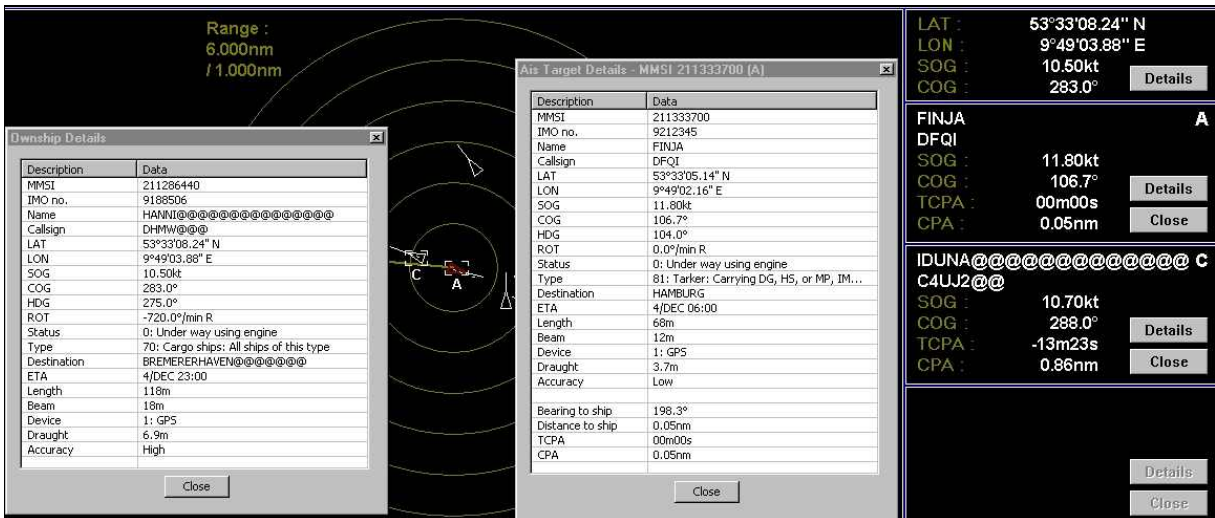 Range :
6.000nm
/ 1.000nm
Ownship Details
Description Data
MMSI 211286440
IMO no. 9188506
Name HANNI@@@@@@@@@@@@@@@
Callsign DHMW@@@
LAT 53°33'08.24" N
LON 9°49'03.88" E
SOG 10.50kt
COG 283.0°
HDG 275.0°
ROT -720.0°/min R
Status 0: Under way using engine
Type 70: Cargo ships: All ships of this type
Destination BREMERERHAVEN@@@@@@@
ETA 4/DEC 23:00
Length 118m
Beam 18m
Device 1: GPS
Draught 6.9m
Accuracy High
Close
C
A
Ais Target Details - MMSI 211333700 (A)
Description Data
MMSI 211333700
IMO no. 9212345
Name FINJA
Callsign DFQI
LAT 53°33'05.14" N
LON 9°49'02.16" E
SOG 11.80kt
COG 106.7°
HDG 104.0°
ROT 0.0°/min R
Status 0: Under way using engine
Type 81: Tarker: Carrying DG, HS, or MP, IM...
Destination HAMBURG
ETA 4/DEC 06:00
Length 68m
Beam 12m
Device 1: GPS
Draught 3.7m
Accuracy Low
Bearing to ship 198.3°
Distance to ship 0.05nm
TCPA 00m00s
CPA 0.05nm
Close
LAT : 53°33'08.24" N
LON : 9°49'03.88" E
SOG : 10.50kt
COG : 283.0°
Details
FINJA A
DFQI
SOG : 11.80kt
COG : 106.7°
TCPA : 00m00s
CPA : 0.05nm
Details
Close
IDUNA@@@@@@@@@@@@@ C
C4UJ2@@
SOG : 10.70kt
COG : 288.0°
TCPA : -13m23s
CPA : 0.86nm
Details
Close
Details
Close